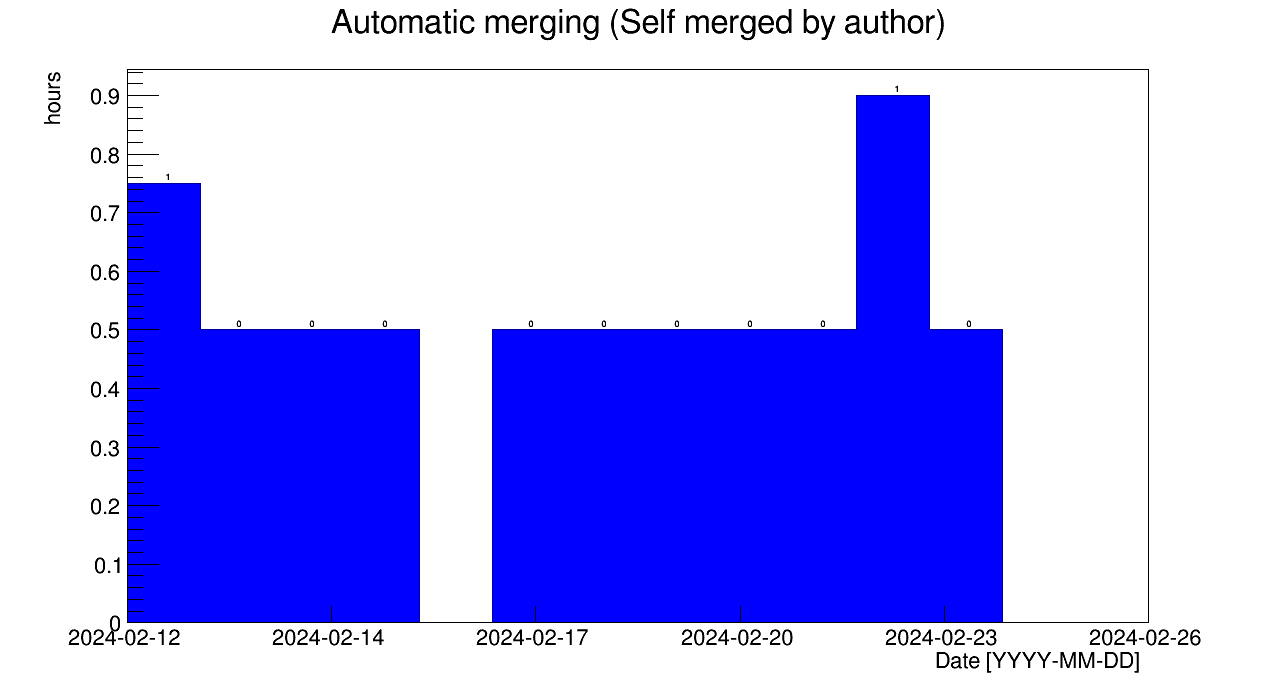 Automatic merging (Self merged by author)
hours
0.9
0.8
0.7
0.6
0.5
0.4
0.3
0.2
0.1
0
1
0 0 0 0 0 0 0 0
1
0
2024-02-12 2024-02-14 2024-02-17 2024-02-20 2024-02-23 2024-02-26
Date [YYYY-MM-DD]